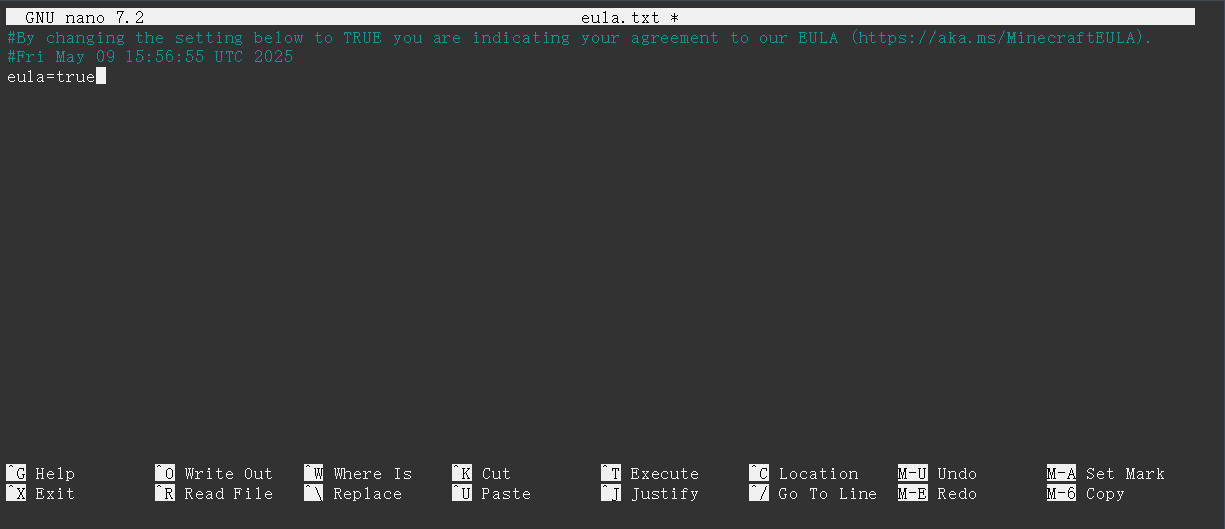 GNU nano 7.2 eula.txt *
#By changing the setting below to TRUE you are indicating your agreement to our EULA (https://aka.ms/MinecraftEULA).
#Fri May 09 15:56:55 UTC 2025
eula=true
^G Help ^O Write Out ^W Where Is ^K Cut ^T Execute ^C Location M-U Undo M-A Set Mark
^X Exit ^R Read File ^\ Replace ^U Paste ^J Justify ^/ Go To Line M-E Redo M-6 Copy